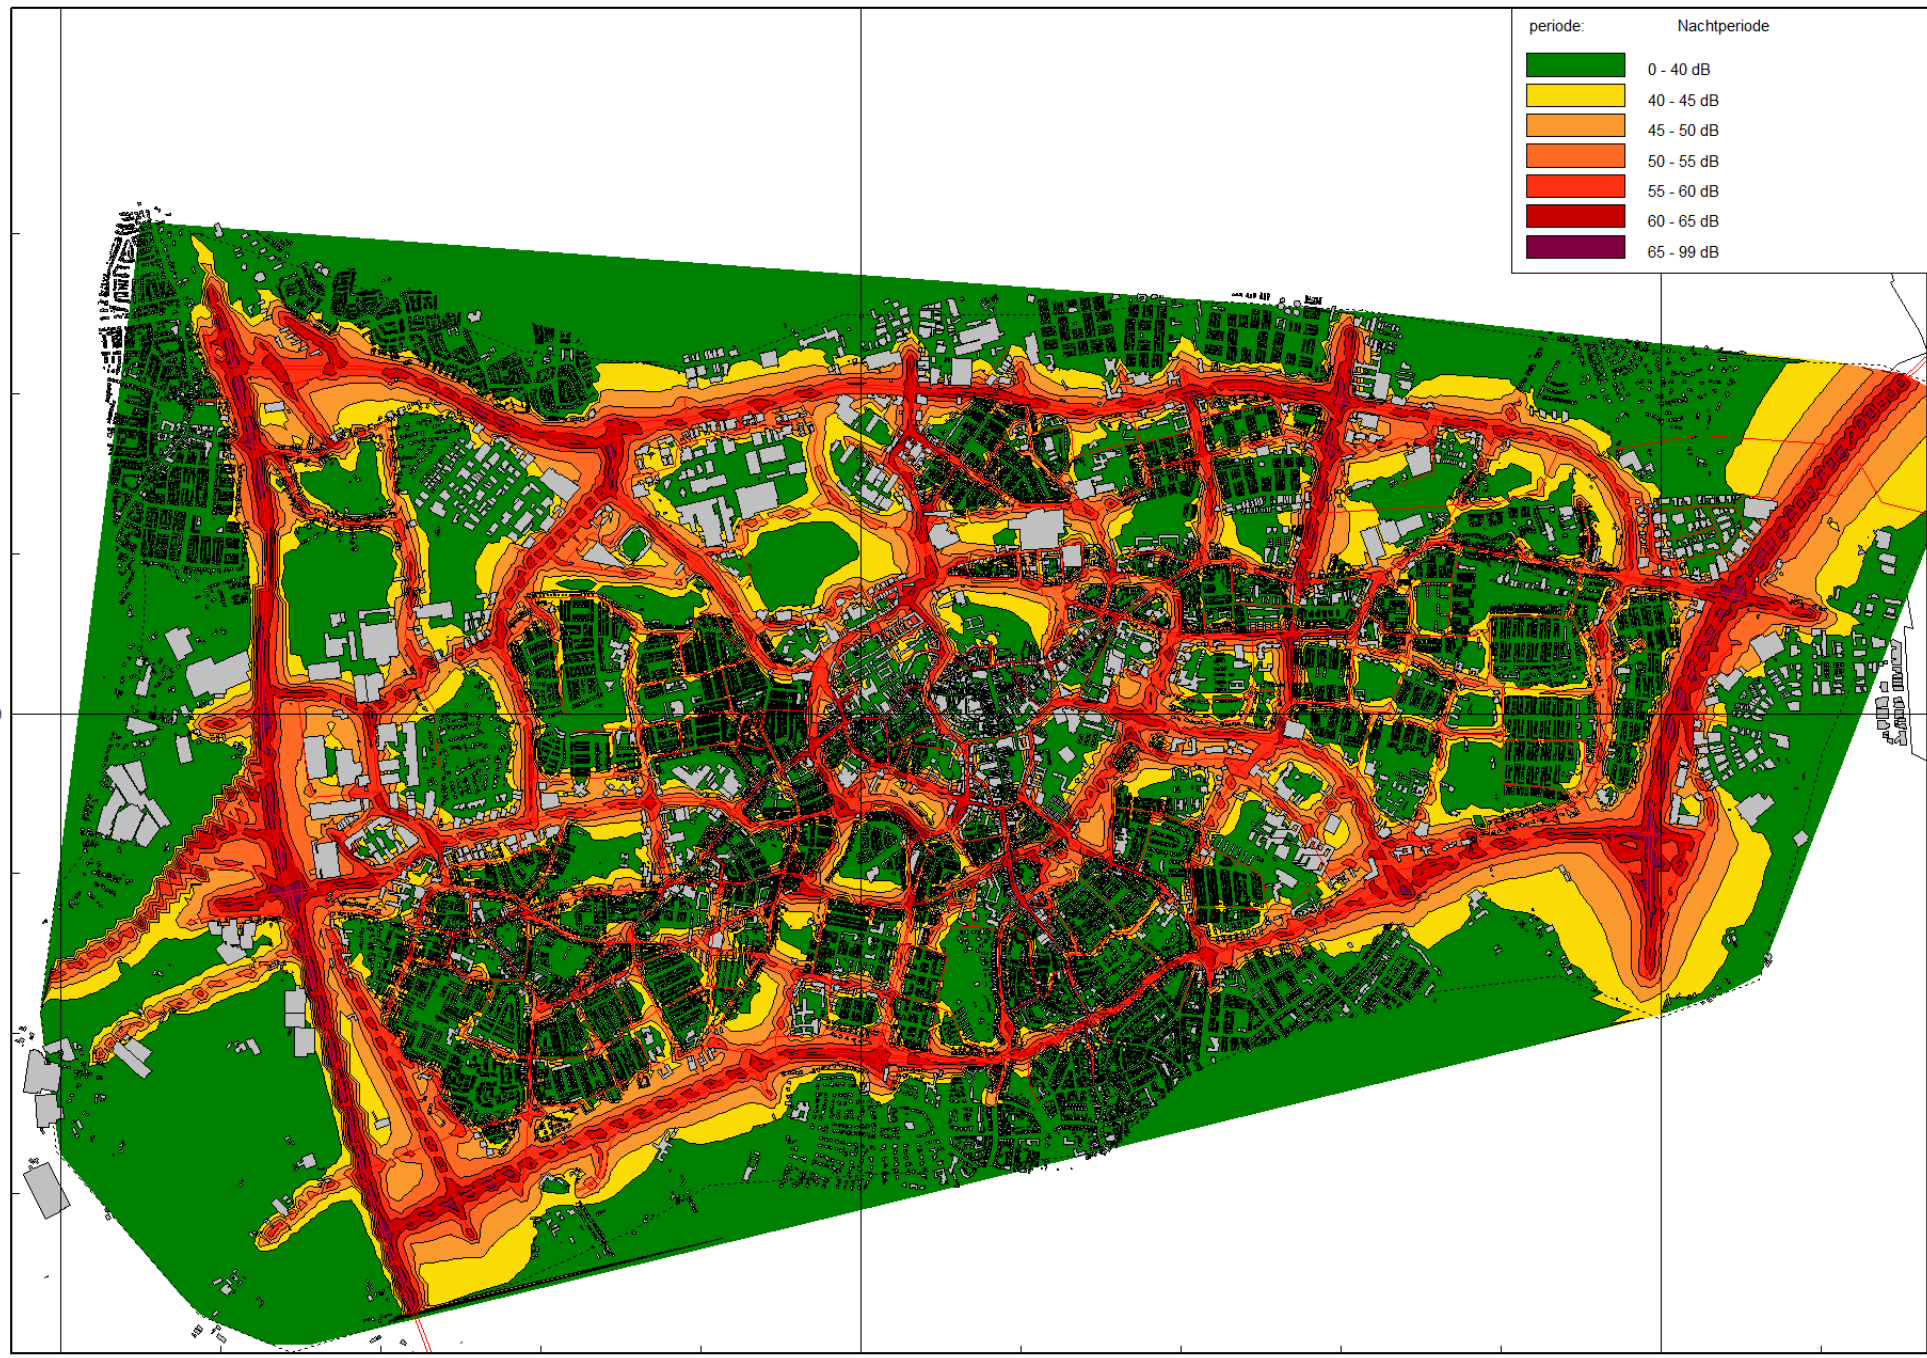 periode: Nachtperiode
0 - 40 dB
40 - 45 dB
45 - 50 dB
50 - 55 dB
55 - 60 dB
60 - 65 dB
65 - 99 dB